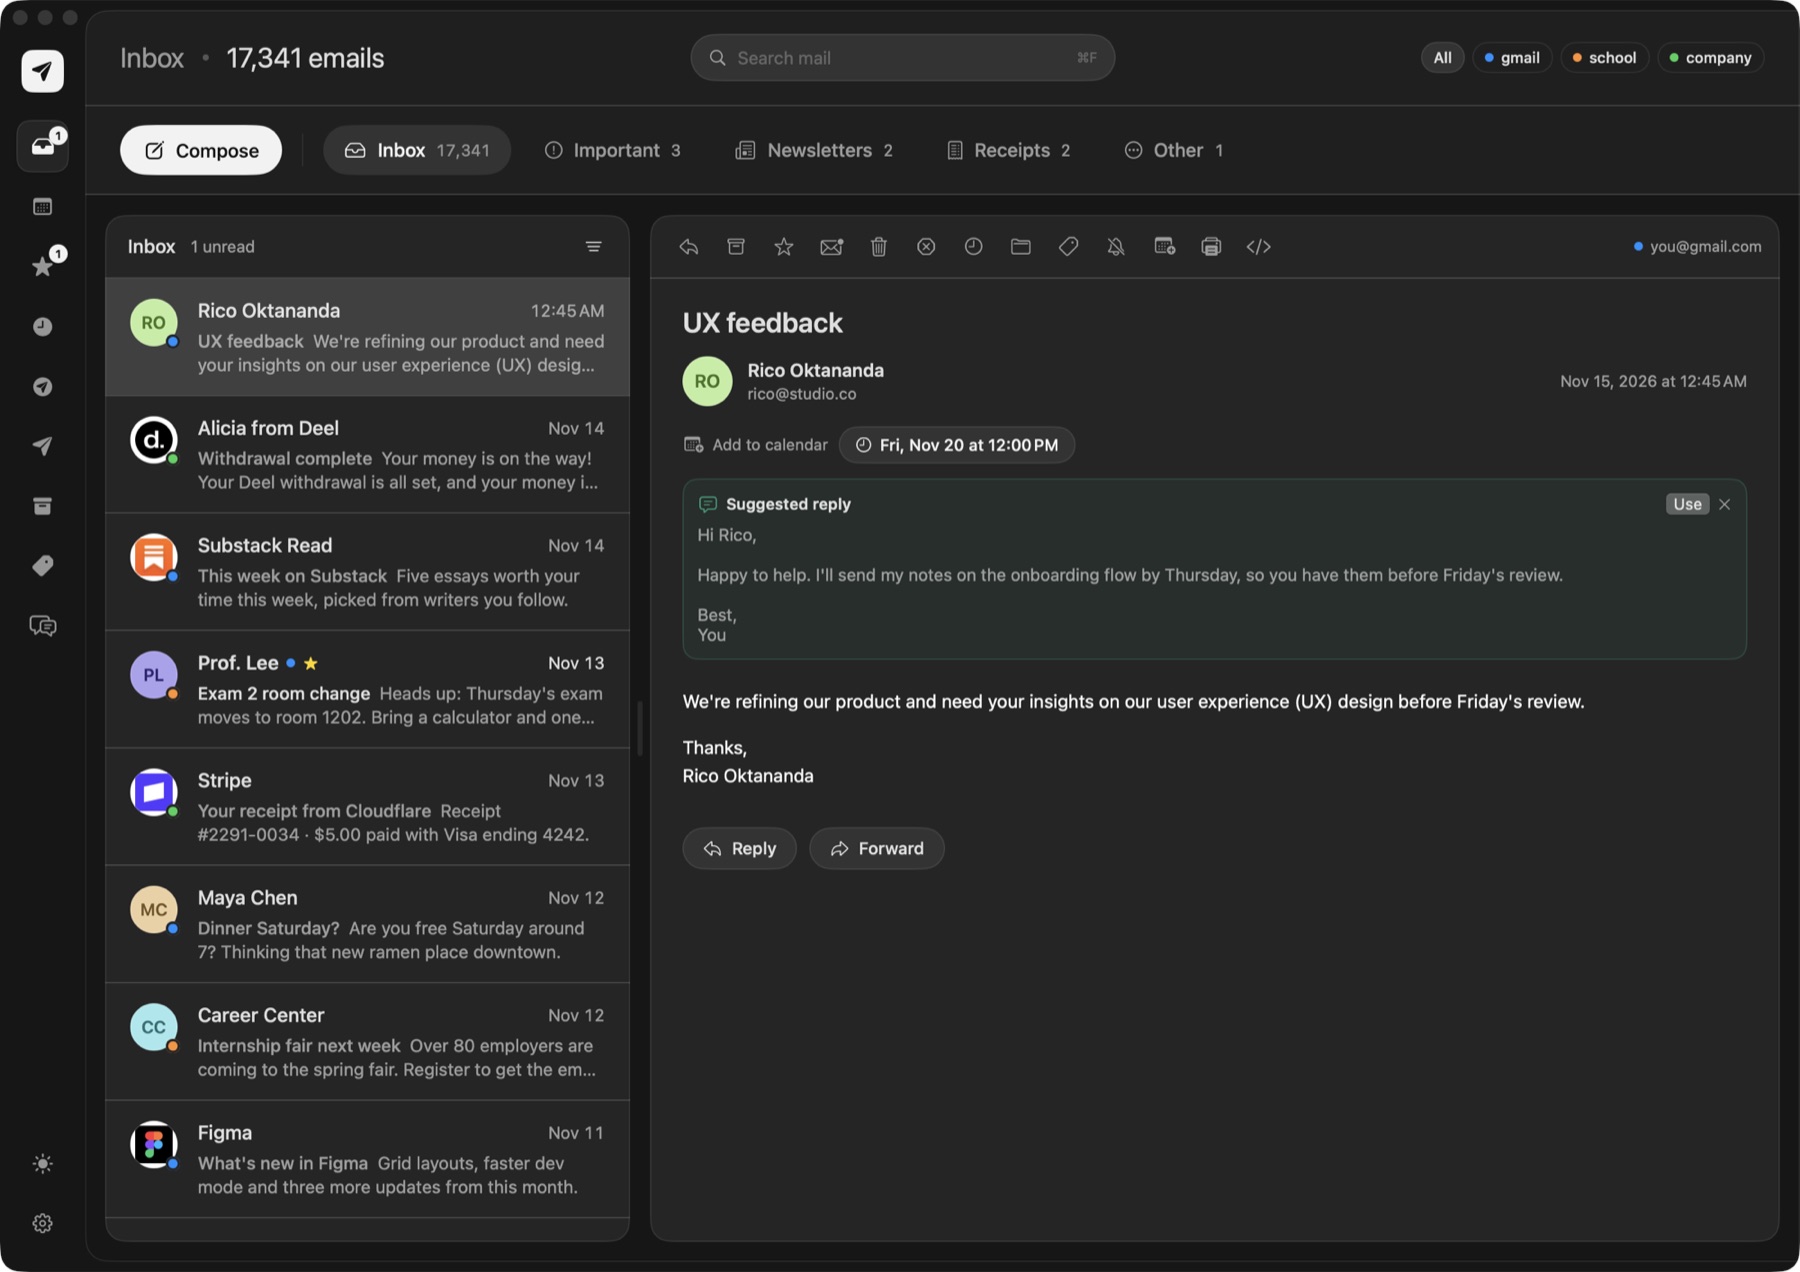 Inbox • 17,341 emails
Search mail ⌘F
All gmail school company
1
Compose Inbox 17,341 Important 3 Newsletters 2 Receipts 2 Other 1
1
Inbox 1 unread
you@gmail.com
RO Rico Oktananda 12:45 AM
UX feedback We're refining our product and need
your insights on our user experience (UX) desig...
d. Alicia from Deel Nov 14
Withdrawal complete Your money is on the way!
Your Deel withdrawal is all set, and your money i...
Substack Read Nov 14
This week on Substack Five essays worth your
time this week, picked from writers you follow.
PL Prof. Lee Nov 13
Exam 2 room change Heads up: Thursday's exam
moves to room 1202. Bring a calculator and one...
Stripe Nov 13
Your receipt from Cloudflare Receipt
#2291-0034 · $5.00 paid with Visa ending 4242.
MC Maya Chen Nov 12
Dinner Saturday? Are you free Saturday around
7? Thinking that new ramen place downtown.
CC Career Center Nov 12
Internship fair next week Over 80 employers are
coming to the spring fair. Register to get the em...
Figma Nov 11
What's new in Figma Grid layouts, faster dev
mode and three more updates from this month.
UX feedback
RO Rico Oktananda
rico@studio.co
Nov 15, 2026 at 12:45 AM
Add to calendar Fri, Nov 20 at 12:00 PM
Suggested reply Use
Hi Rico,
Happy to help. I'll send my notes on the onboarding flow by Thursday, so you have them before Friday's review.
Best,
You
We're refining our product and need your insights on our user experience (UX) design before Friday's review.
Thanks,
Rico Oktananda
Reply Forward